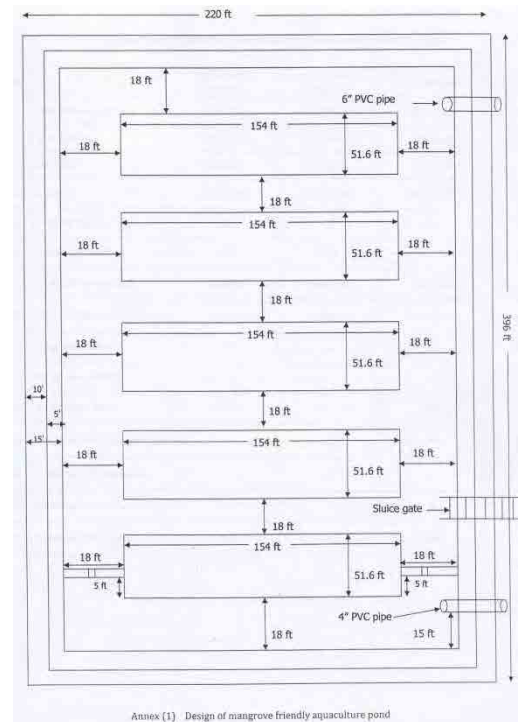 220 ft
18 ft
6" PVC pipe
154 ft
18 ft
51.6 ft
18 ft
18 ft
154 ft
18 ft
51.6 ft
18 ft
18 ft
154 ft
18 ft
51.6 ft
18 ft
396 ft
18 ft
10'
5'
154 ft
15'
18 ft
51.6 ft
18 ft
Sluice gate
18 ft
154 ft
18 ft
18 ft
51.6 ft
5 ft
5 ft
4" PVC pipe
18 ft
15 ft
Annex (1) Design of mangrove friendly aquaculture pond